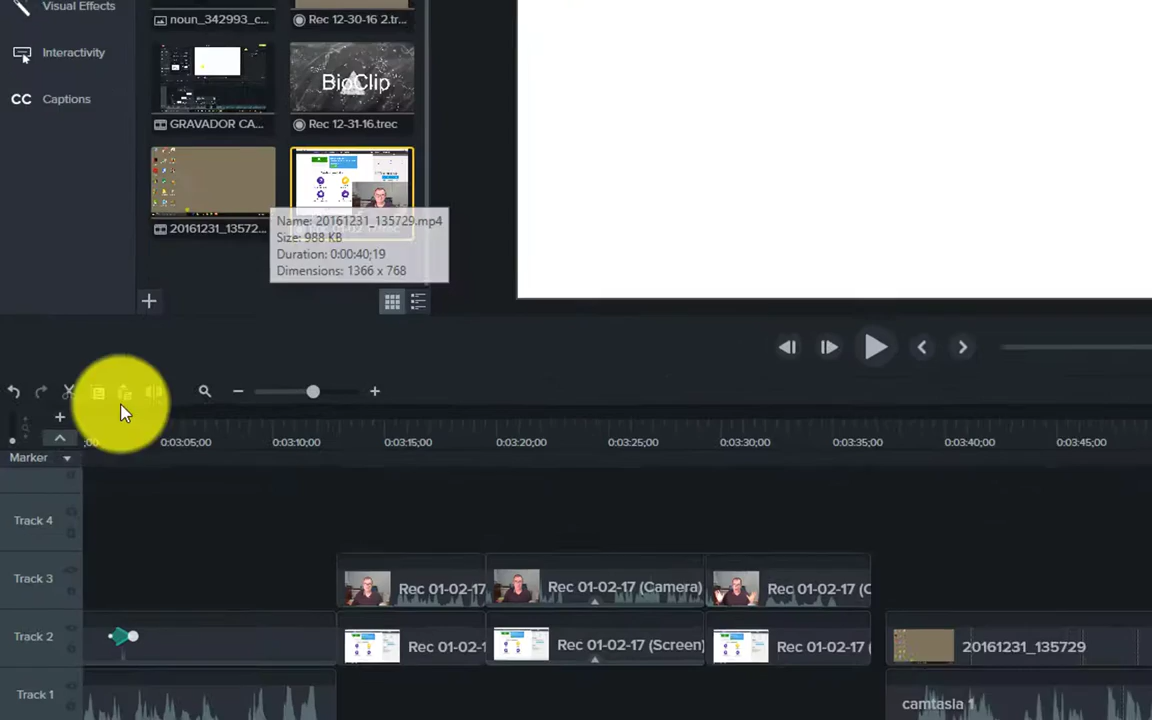 Visual Effects
noun_342993_c...
Rec 12-30-16 2.tr...
Interactivity
BioClip
CC Captions
GRAVADOR CA...
Rec 12-31-16.trec
20161231_13572...
Name: 20161231_135729.mp4
Size: 988 KB
Duration: 0:00:40;19
Dimensions: 1366 x 768
;00
0:03:05;00
0:03:10;00
0:03:15;00
0:03:20;00
0:03:25;00
0:03:30;00
0:03:35;00
0:03:40;00
0:03:45;00
Marker
Track 4
Track 3
Rec 01-02-17
Rec 01-02-17 (Camera)
Rec 01-02-17 (C
Track 2
Rec 01-02-1
Rec 01-02-17 (Screen)
Rec 01-02-17 (
20161231_135729
Track 1
camtasia 1